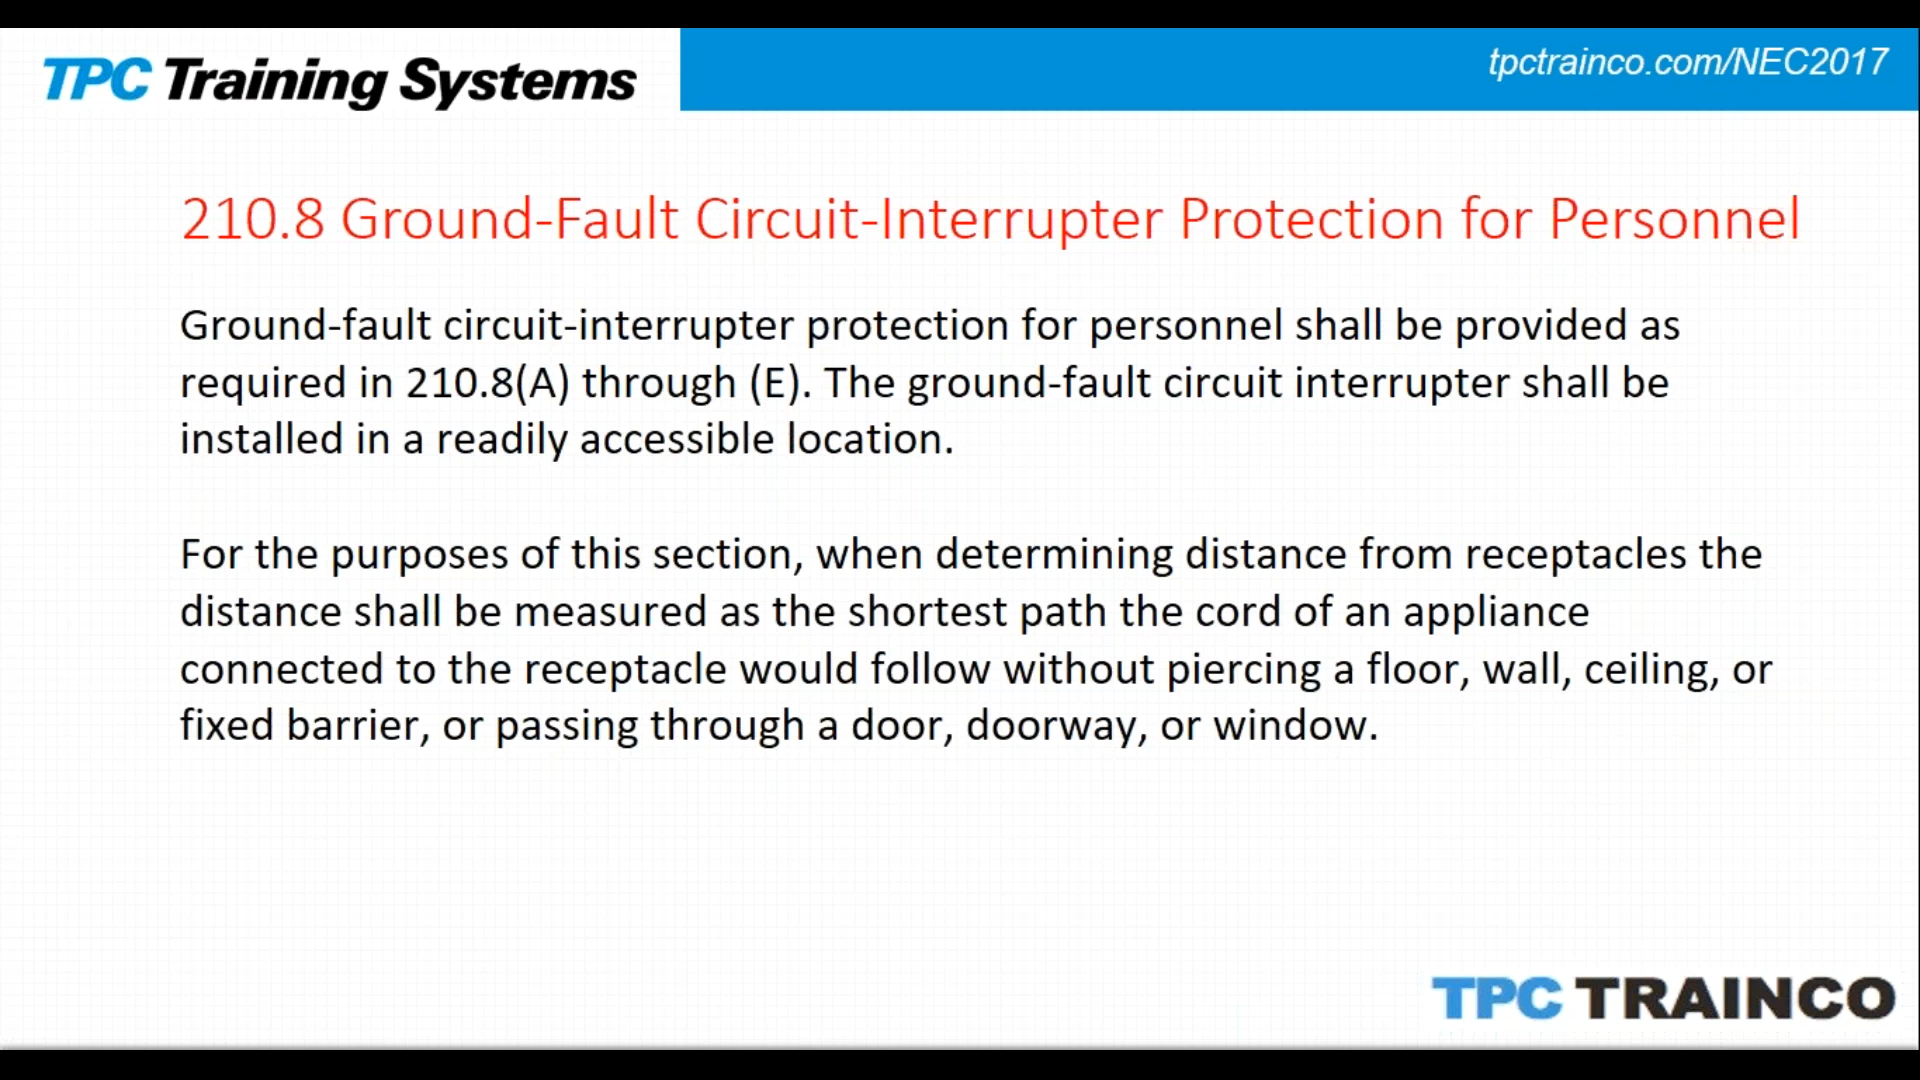 TPC Training Systems
tpctrainco.com/NEC2017
210.8 Ground-Fault Circuit-Interrupter Protection for Personnel
Ground-fault circuit-interrupter protection for personnel shall be provided as
required in 210.8(A) through (E). The ground-fault circuit interrupter shall be
installed in a readily accessible location.
For the purposes of this section, when determining distance from receptacles the
distance shall be measured as the shortest path the cord of an appliance
connected to the receptacle would follow without piercing a floor, wall, ceiling, or
fixed barrier, or passing through a door, doorway, or window.
TPC TRAINCO